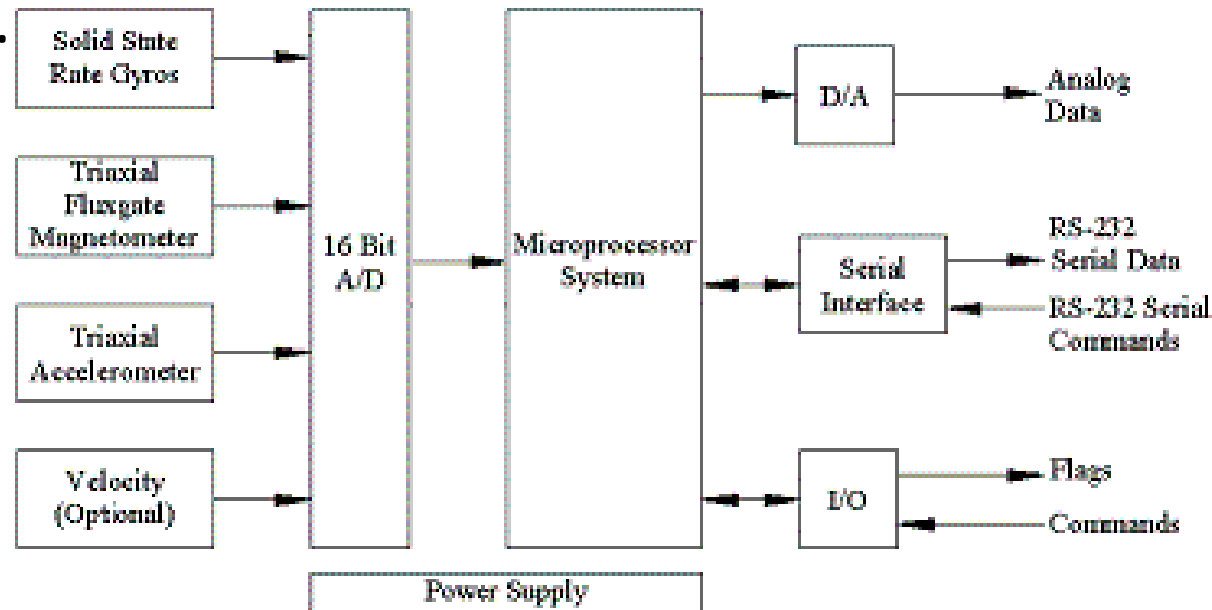 Solid State
Rate Gyros
Triaxial
Fluxgate
Magnetometer
Triaxial
Accelerometer
Velocity
(Optional)
16 Bit
A/D
Microprocessor
System
D/A
Analog
Data
Serial
Interface
RS-232
Serial Data
RS-232 Serial
Commands
I/O
Flags
Commands
Power Supply